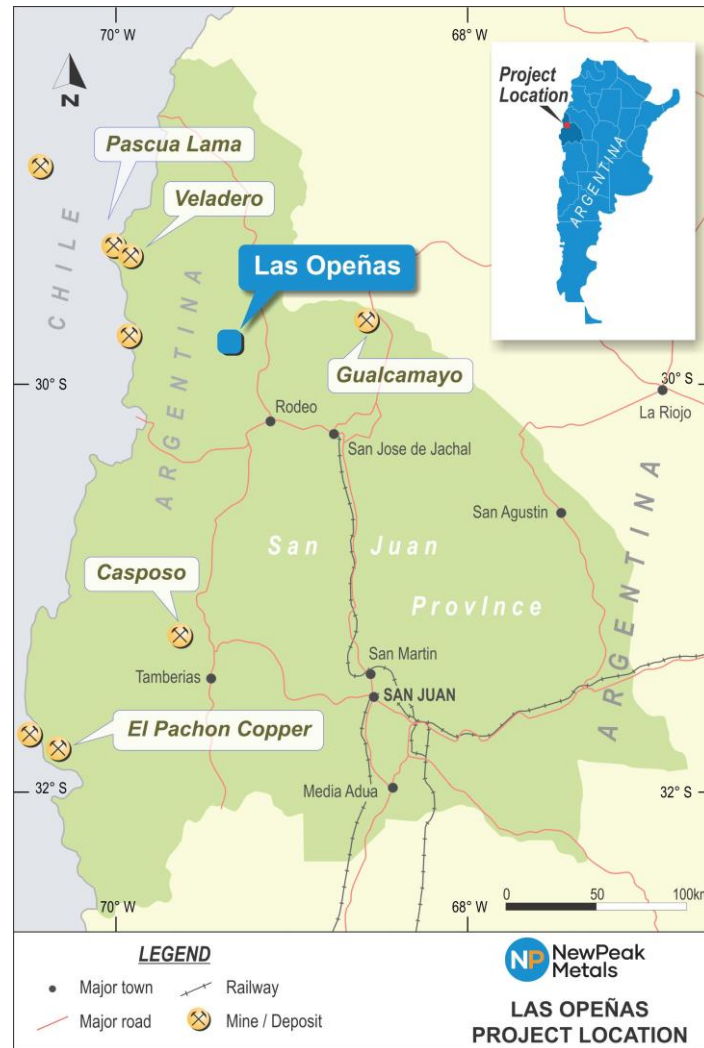 70° W
68° W
N
Project
Location
ARGENTINA
Pascua Lama
Veladero
CHILE
Las Opeñas
ARGENTINA
Gualcamayo
30° S
30° S
La Riojo
Rodeo
San Jose de Jachal
San Agustin
San Juan
Province
ARGENTINA
Casposo
San Martin
Tamberias
SAN JUAN
El Pachon Copper
32° S
Media Adua
32° S
70° W
68° W
0 50 100km
LEGEND
Major town
Railway
Major road
Mine / Deposit
NP NewPeak
Metals
LAS OPEÑAS
PROJECT LOCATION